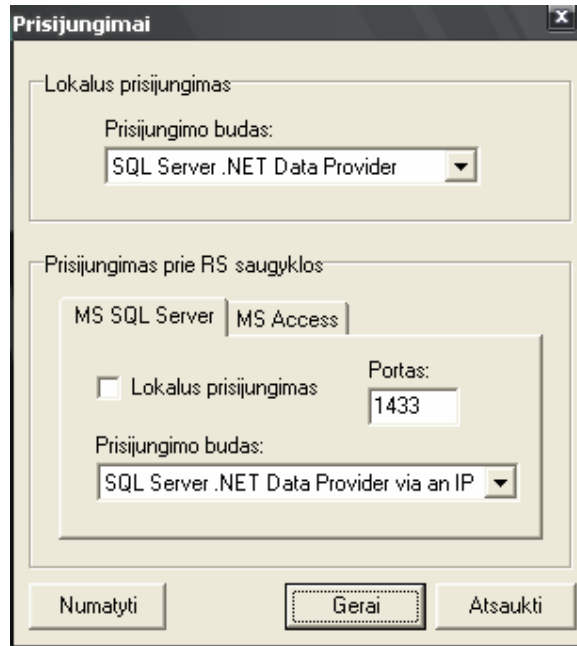 Prisijungimai
Lokalus prisijungimas
Prisijungimo budas:
SQL Server .NET Data Provider
Prisijungimas prie RS saugyklos
MS SQL Server MS Access
Lokalus prisijungimas
Portas:
1433
Prisijungimo budas:
SQL Server .NET Data Provider via an IP
Numatyti Gerai Atsaukti